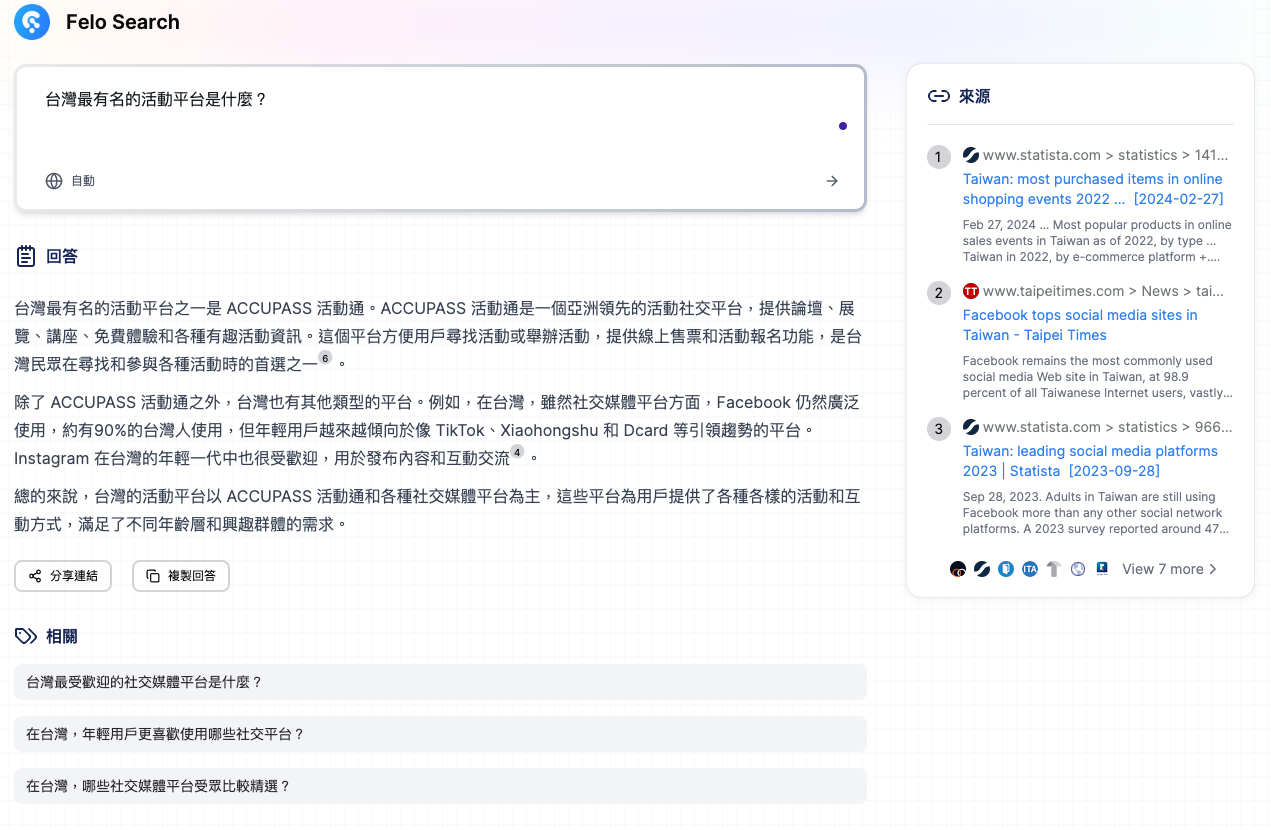 Felo Search
台灣最有名的活動平台是什麼？
自動
回答
台灣最有名的活動平台之一是 ACCUPASS 活動通。ACCUPASS 活動通是一個亞洲領先的活動社交平台，提供論壇、展
覽、講座、免費體驗和各種有趣活動資訊。這個平台方便用戶尋找活動或舉辦活動，提供線上售票和活動報名功能，是台
灣民眾在尋找和參與各種活動時的首選之一 6 。
除了 ACCUPASS 活動通之外，台灣也有其他類型的平台。例如，在台灣，雖然社交媒體平台方面，Facebook 仍然廣泛
使用，約有90%的台灣人使用，但年輕用戶越來越傾向於像 TikTok、Xiaohongshu 和 Dcard 等引領趨勢的平台。
Instagram 在台灣的年輕一代中也很受歡迎，用於發布內容和互動交流 4 。
總的來說，台灣的活動平台以 ACCUPASS 活動通和各種社交媒體平台為主，這些平台為用戶提供了各種各樣的活動和互
動方式，滿足了不同年齡層和興趣群體的需求。
分享連結
複製回答
相關
台灣最受歡迎的社交媒體平台是什麼？
在台灣，年輕用戶更喜歡使用哪些社交平台？
在台灣，哪些社交媒體平台受眾比較精選？
來源
1
www.statista.com > statistics > 141...
Taiwan: most purchased items in online
shopping events 2022 ... [2024-02-27]
Feb 27, 2024 ... Most popular products in online
sales events in Taiwan as of 2022, by type ...
Taiwan in 2022, by e-commerce platform +....
2
TT
www.taipeitimes.com > News > tai...
Facebook tops social media sites in
Taiwan - Taipei Times
Facebook remains the most commonly used
social media Web site in Taiwan, at 98.9
percent of all Taiwanese Internet users, vastly...
3
www.statista.com > statistics > 966...
Taiwan: leading social media platforms
2023 | Statista [2023-09-28]
Sep 28, 2023. Adults in Taiwan are still using
Facebook more than any other social network
platforms. A 2023 survey reported around 47...
ITA
View 7 more